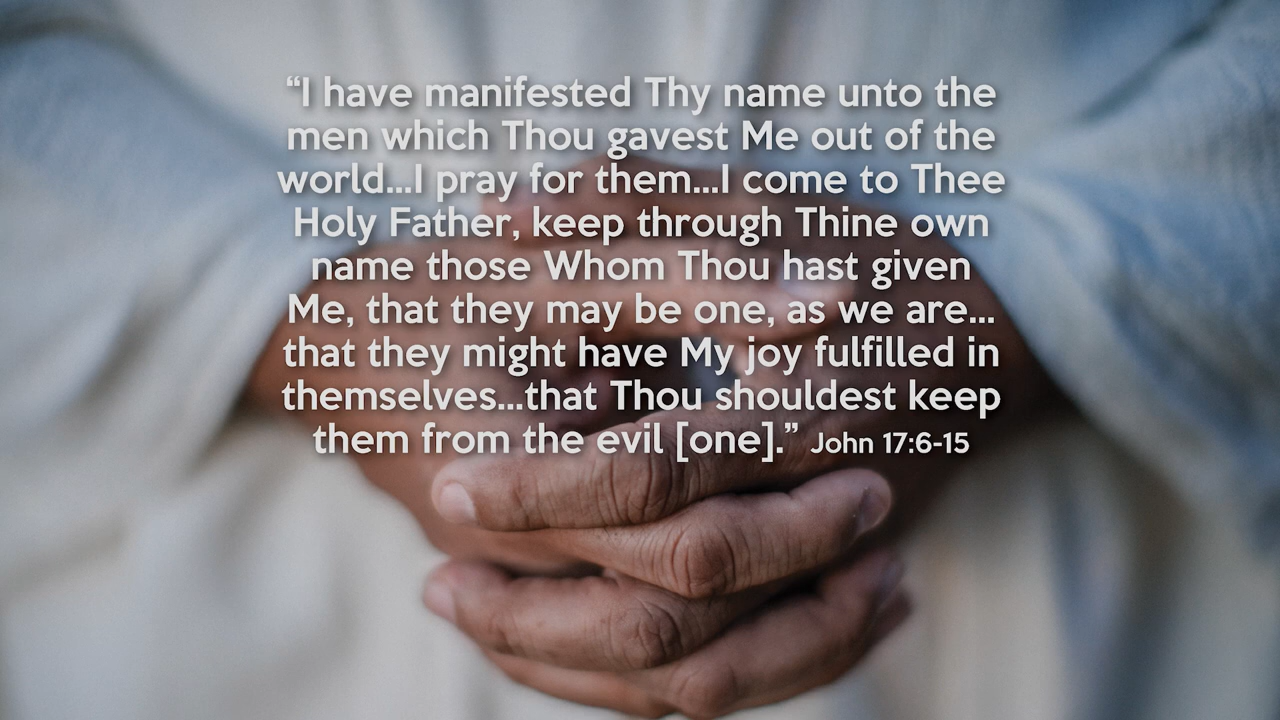 “I have manifested Thy name unto the
men which Thou gavest Me out of the
world...I pray for them...I come to Thee
Holy Father, keep through Thine own
name those Whom Thou hast given
Me, that they may be one, as we are...
that they might have My joy fulfilled in
themselves...that Thou shouldest keep
them from the evil [one].” John 17:6-15